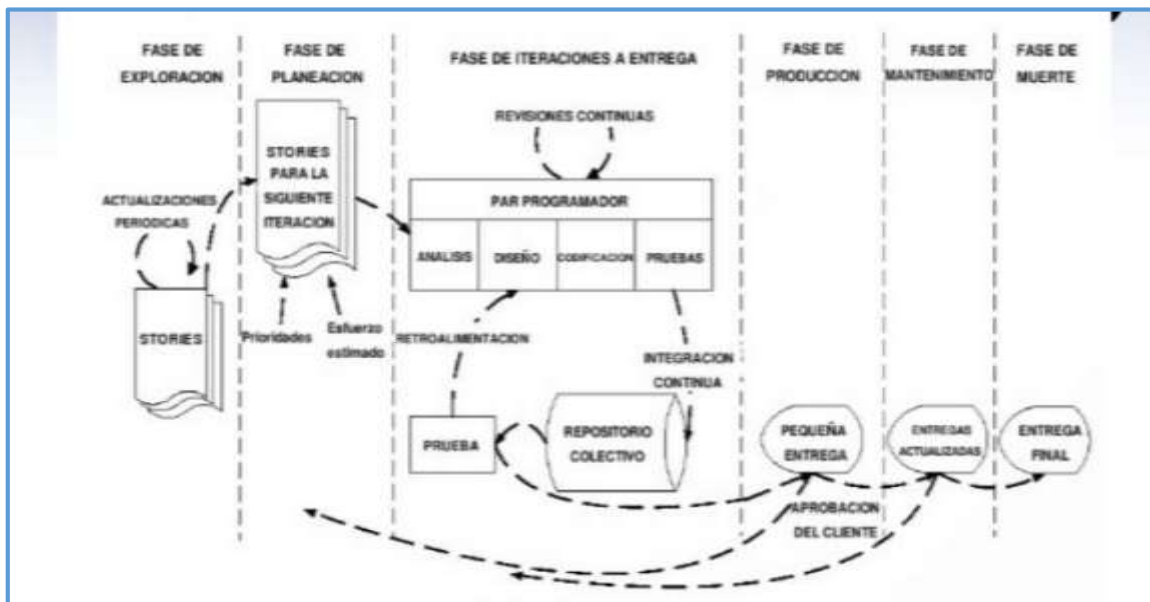 FASE DE
EXPLORACION
FASE DE
PLANEACION
FASE DE ITERACIONES A ENTREGA
FASE DE
PRODUCCION
FASE DE
MANTENIMIENTO
FASE DE
MUERTE
REVISIONES CONTINUAS
STORIES
PARA LA
SIGUIENTE
ITERACION
ACTUALIZACIONES
PERIODICAS
PAR PROGRAMADOR
ANALISIS
DISEÑO
CODIFICACION
PRUEBAS
STORIES
Prioridades
Esfuerzo
estimado
RETROALIMENTACION
INTEGRACION
CONTINUA
PRUEBA
REPOSITORIO
COLECTIVO
PEQUEÑA
ENTREGA
ENTREGAS
ACTUALIZADAS
ENTREGA
FINAL
APROBACION
DEL CLIENTE